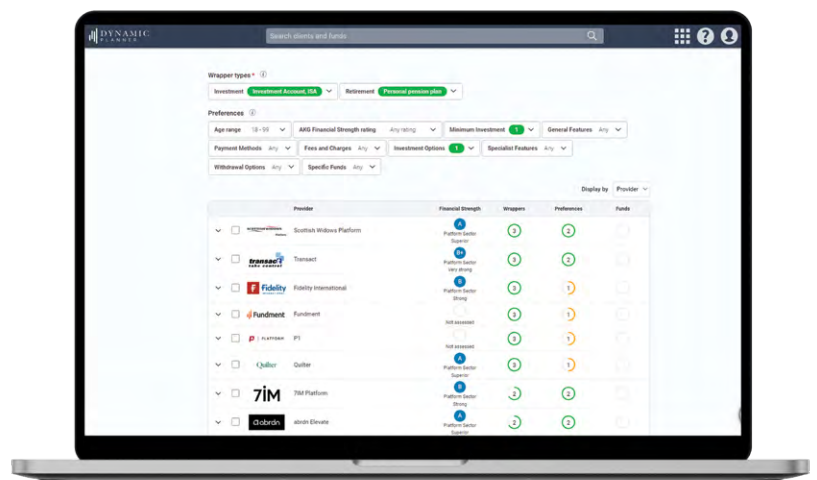 DYNAMIC
PLANNER
Search clients and funds
Wrapper types *
Investment Investment Account, ISA Retirement Personal pension plan
Preferences
Age range 18 - 99 AKG Financial Strength rating Any rating Minimum Investment 1 General Features Any
Payment Methods Any Fees and Charges Any Investment Options 1 Specialist Features Any
Withdrawal Options Any Specific Funds Any
Display by Provider
Provider Financial Strength Wrappers Preferences Funds
SCOTTISH WIDOWS Scottish Widows Platform A 3 2
Platform Sector
Superior
transact Transact B+ 3 2
take control
Platform Sector
Very strong
Fidelity Fidelity International B 3 1
Platform Sector
Strong
Fundment Fundment 3 1
Not assessed
PLATFORM P1 3 1
Not assessed
Quilter Quilter A 3 1
Platform Sector
Superior
7iM 7IM Platform B 2 2
Platform Sector
Strong
abrdn abrdn Elevate A 2 2
Platform Sector
Superior